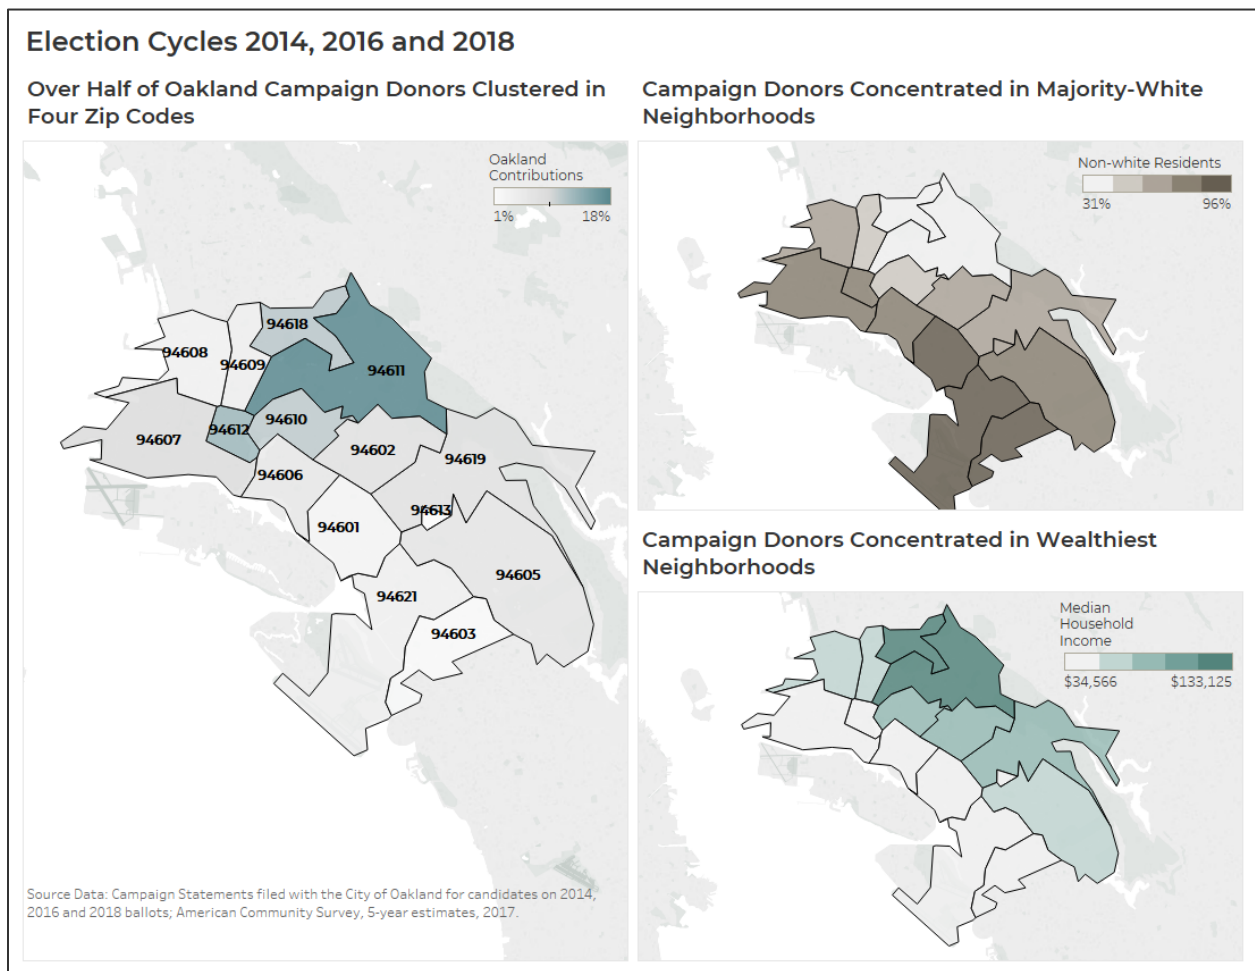 Election Cycles 2014, 2016 and 2018
Over Half of Oakland Campaign Donors Clustered in
Four Zip Codes
Oakland
Contributions
1% 18%
94618
94608
94609
94611
94610
94612
94607
94602
94619
94606
94613
94601
94605
94621
94603
Source Data: Campaign Statements filed with the City of Oakland for candidates on 2014,
2016 and 2018 ballots; American Community Survey, 5-year estimates, 2017.
Campaign Donors Concentrated in Majority-White
Neighborhoods
Non-white Residents
31% 96%
Campaign Donors Concentrated in Wealthiest
Neighborhoods
Median
Household
Income
$34,566 $133,125